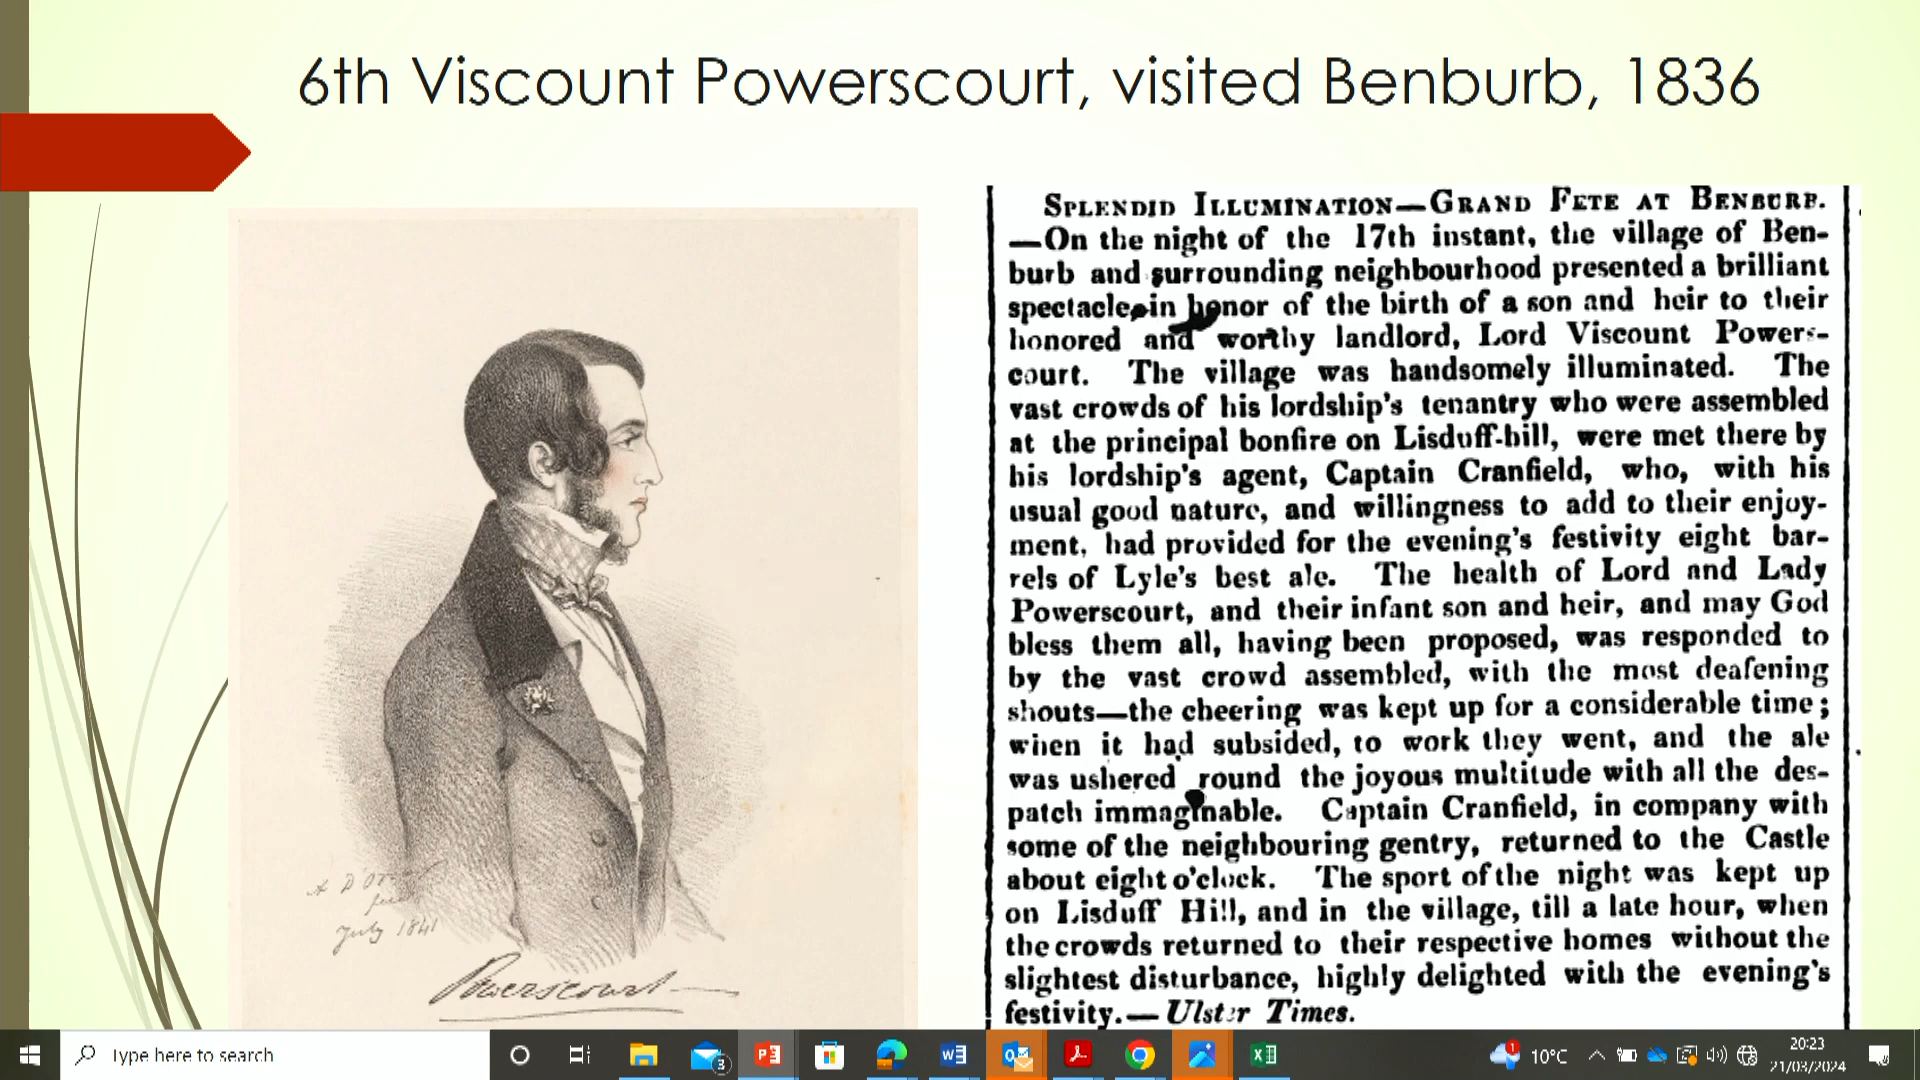 6th Viscount Powerscourt, visited Benburb, 1836
SPLENDID ILLUMINATION—GRAND FETE AT BENBURB.
—On the night of the 17th instant, the village of Ben-
burb and surrounding neighbourhood presented a brilliant
spectacle, in honor of the birth of a son and heir to their
honored and worthy landlord, Lord Viscount Powers-
court. The village was handsomely illuminated. The
vast crowds of his lordship's tenantry who were assembled
at the principal bonfire on Lisduff-hill, were met there by
his lordship's agent, Captain Cranfield, who, with his
usual good nature, and willingness to add to their enjoy-
ment, had provided for the evening's festivity eight bar-
rels of Lyle's best ale. The health of Lord and Lady
Powerscourt, and their infant son and heir, and may God
bless them all, having been proposed, was responded to
by the vast crowd assembled, with the most deafening
shouts—the cheering was kept up for a considerable time;
when it had subsided, to work they went, and the ale
was ushered round the joyous multitude with all the des-
patch immaginable. Captain Cranfield, in company with
some of the neighbouring gentry, returned to the Castle
about eight o'clock. The sport of the night was kept up
on Lisduff Hill, and in the village, till a late hour, when
the crowds returned to their respective homes without the
slightest disturbance, highly delighted with the evening's
festivity.—Ulster Times.
July 1841
Powerscourt
Type here to search
3
1
10°C
20:23
21/03/2024